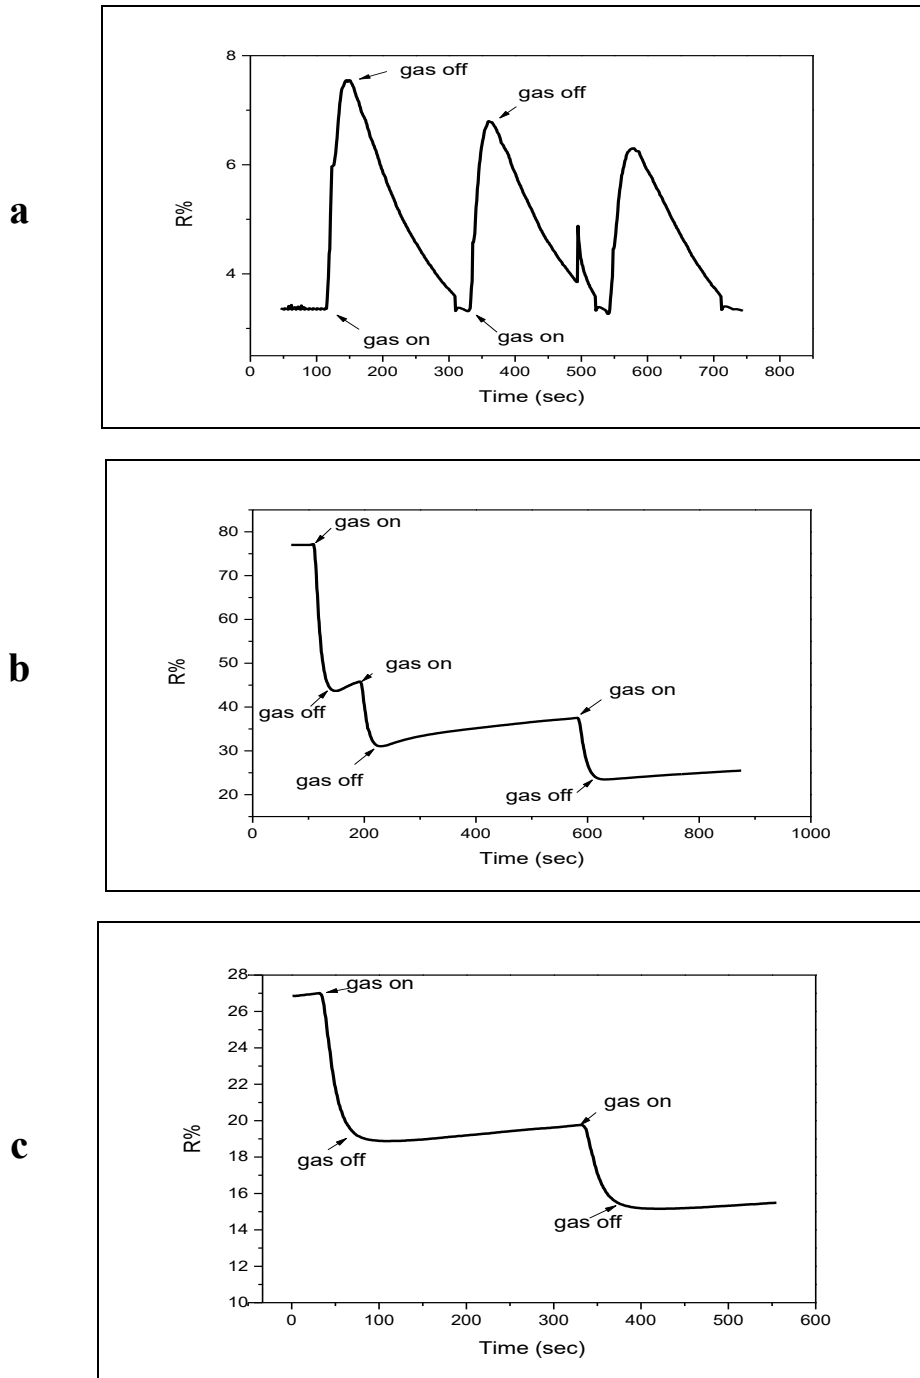 a
8
6
4
R%
gas off
gas off
gas on
gas on
0 100 200 300 400 500 600 700 800
Time (sec)
b
80
70
60
50
40
30
20
R%
gas on
gas on
gas off
gas on
gas off
gas off
0 200 400 600 800 1000
Time (sec)
c
28
26
24
22
20
18
16
14
12
10
R%
gas on
gas on
gas off
gas off
0 100 200 300 400 500 600
Time (sec)